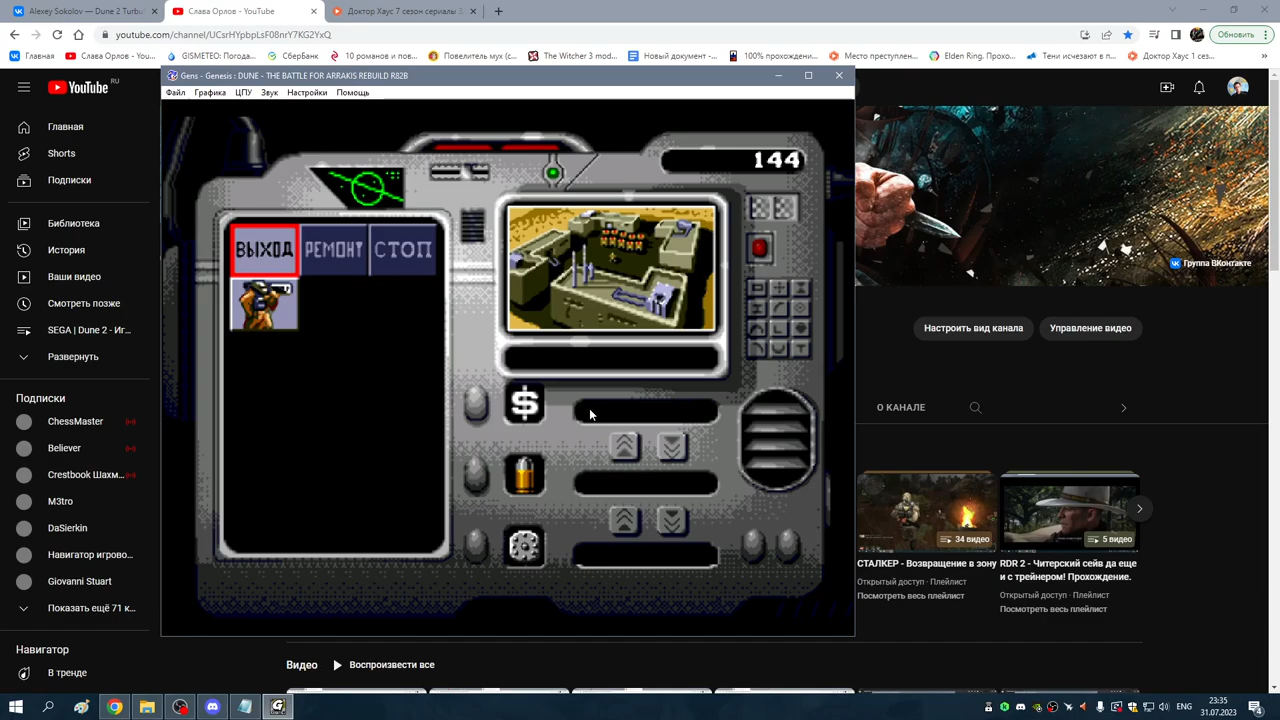 Alexey Sokolov — Dune 2 Turbul
Слава Орлов - YouTube
Доктор Хаус 7 сезон сериалы 3
youtube.com/channel/UCsrHYpbpLsF08nrY7KG2YxQ
Обновить
Главная
Слава Орлов - You...
GISMETEO: Погода...
СберБанк
10 романов и пов...
Повелитель мух (с...
The Witcher 3 mod...
Новый документ -...
100% прохождени...
Место преступлен...
Elden Ring. Прохо...
Тени исчезают в п...
Доктор Хаус 1 сез...
YouTube
RU
Gens - Genesis : DUNE - THE BATTLE FOR ARRAKIS REBUILD R82B
Файл
Графика
ЦПУ
Звук
Настройки
Помощь
Главная
Shorts
Подписки
Библиотека
История
Ваши видео
Смотреть позже
SEGA | Dune 2 - Иг...
Развернуть
Подписки
ChessMaster
Believer
Crestbook Шахм...
M3tro
DaSierkin
Навигатор игрово...
Giovanni Stuart
Показать ещё 71 к...
Навигатор
В тренде
144
ВЫХОД
РЕМОНТ
СТОП
$
Группа ВКонтакте
Настроить вид канала
Управление видео
О КАНАЛЕ
34 видео
5 видео
СТАЛКЕР - Возвращение в зону
Открытый доступ · Плейлист
Посмотреть весь плейлист
RDR 2 - Читерский сейв да еще
и с трейнером! Прохождение.
Открытый доступ · Плейлист
Посмотреть весь плейлист
Видео
Воспроизвести все
ENG
23:35
31.07.2023